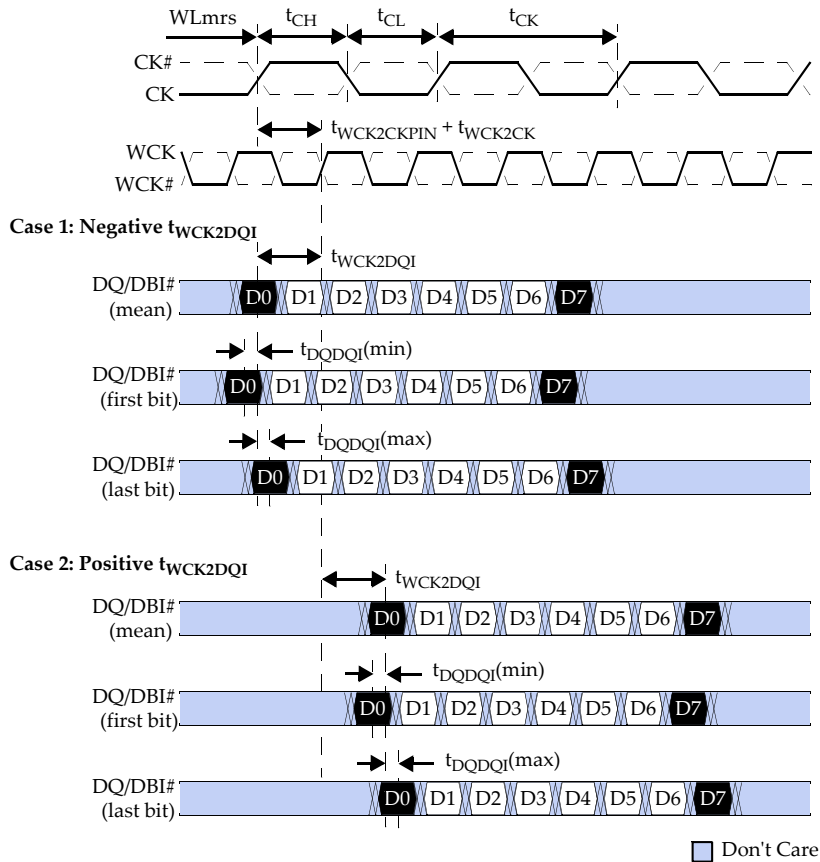 WLmrs tCH tCL tCK
CK#
CK
tWCK2CKPIN + tWCK2CK
WCK
WCK#
Case 1: Negative tWCK2DQI
tWCK2DQI
DQ/DBI#
(mean)
D0 D1 D2 D3 D4 D5 D6 D7
tDQDQI(min)
DQ/DBI#
(first bit)
D0 D1 D2 D3 D4 D5 D6 D7
tDQDQI(max)
DQ/DBI#
(last bit)
D0 D1 D2 D3 D4 D5 D6 D7
Case 2: Positive tWCK2DQI
tWCK2DQI
DQ/DBI#
(mean)
D0 D1 D2 D3 D4 D5 D6 D7
tDQDQI(min)
DQ/DBI#
(first bit)
D0 D1 D2 D3 D4 D5 D6 D7
tDQDQI(max)
DQ/DBI#
(last bit)
D0 D1 D2 D3 D4 D5 D6 D7
Don't Care